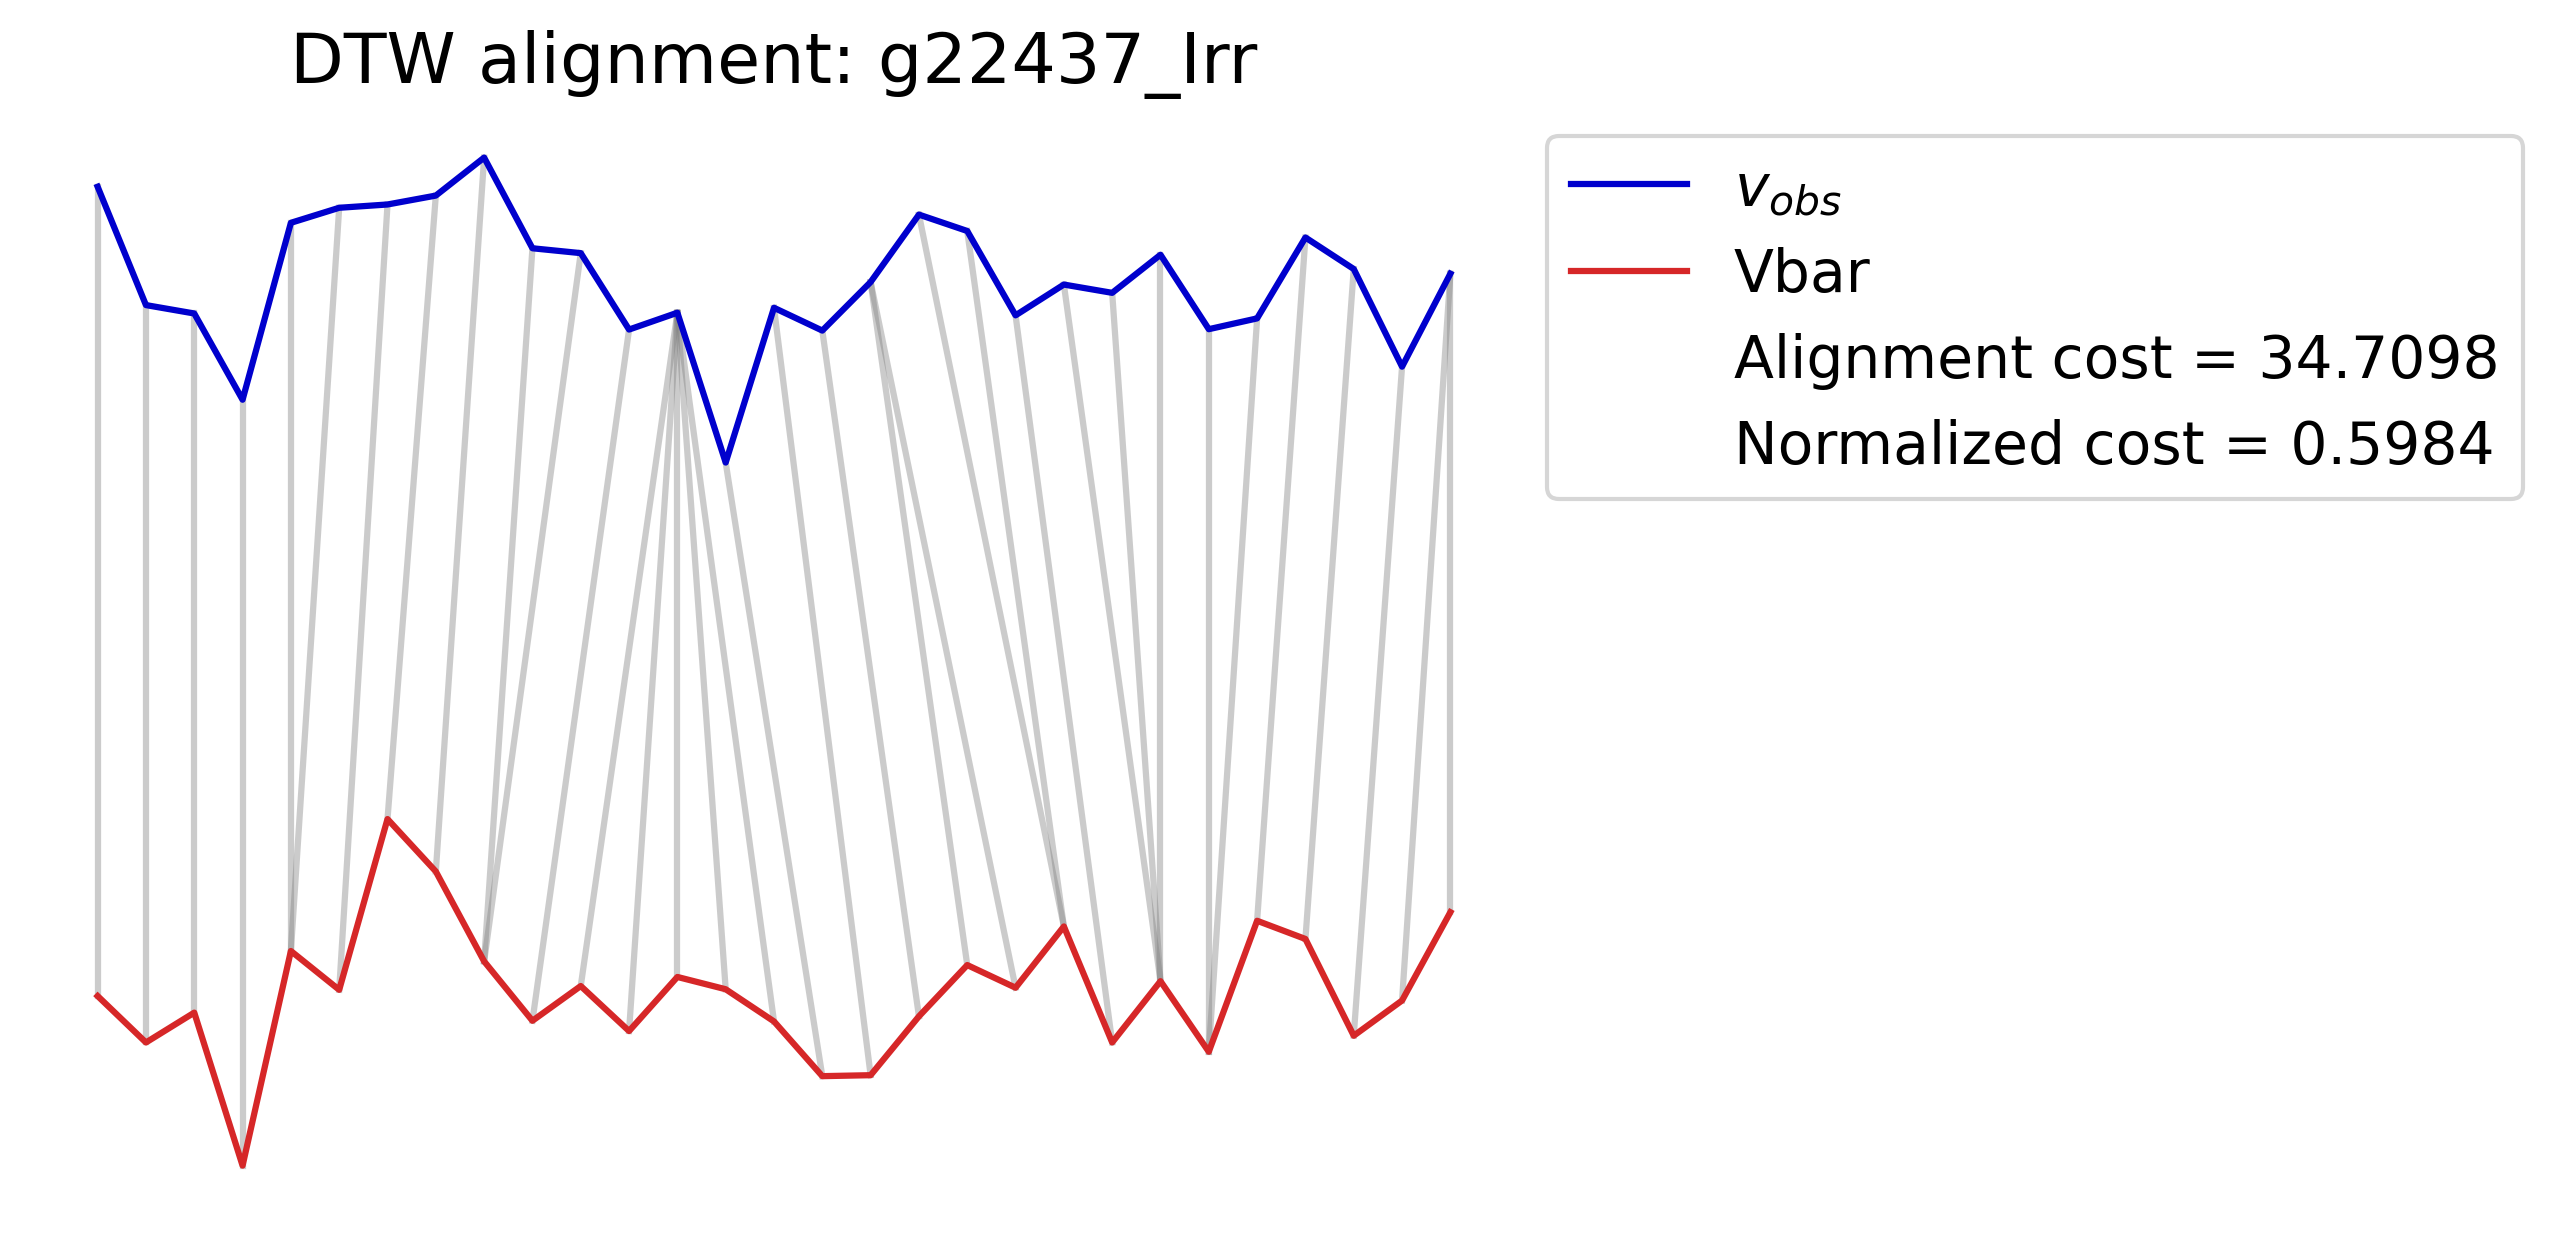 DTW alignment: g22437_Irr
v_obs
Vbar
Alignment cost = 34.7098
Normalized cost = 0.5984